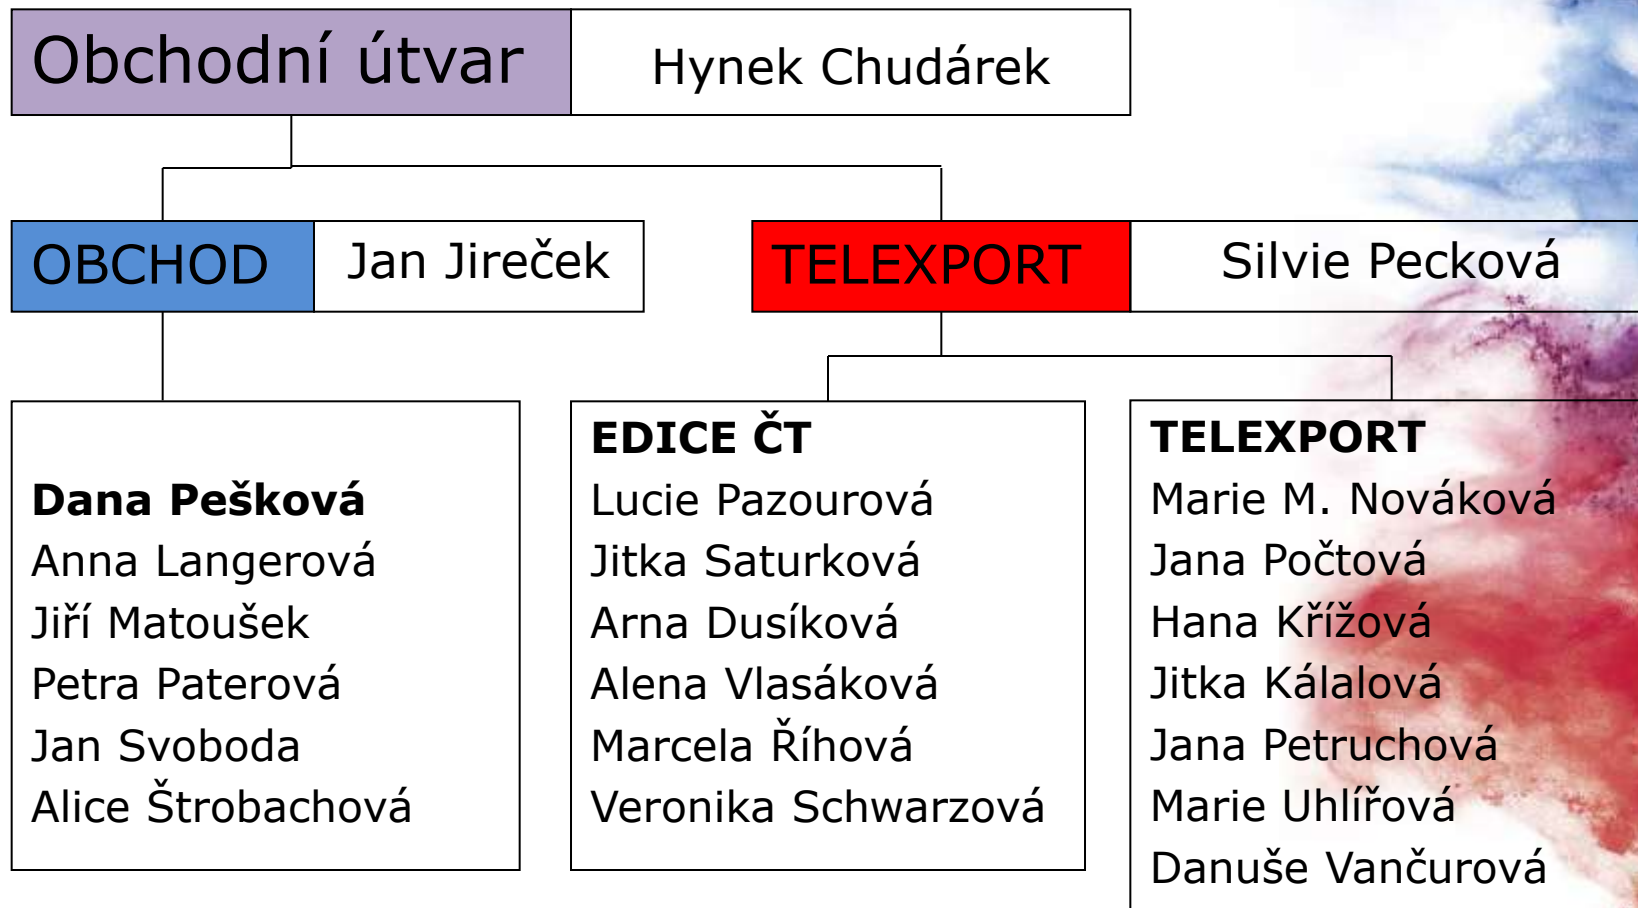 Obchodní útvar
Hynek Chudárek
OBCHOD
Jan Jireček
TELEXPORT
Silvie Pecková
Dana Pešková
Anna Langerová
Jiří Matoušek
Petra Paterová
Jan Svoboda
Alice Štrobachová
EDICE ČT
Lucie Pazourová
Jitka Saturková
Arna Dusíková
Alena Vlasáková
Marcela Říhová
Veronika Schwarzová
TELEXPORT
Marie M. Nováková
Jana Počtová
Hana Křížová
Jitka Kálalová
Jana Petruchová
Marie Uhlířová
Danuše Vančurová